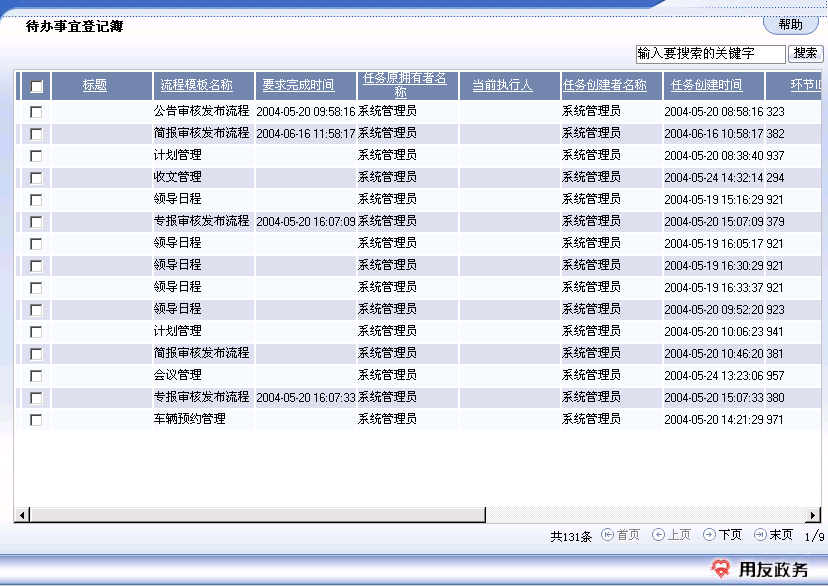 待办事宜登记簿
帮助
输入要搜索的关键字 搜索
标题 流程模板名称 要求完成时间 任务原拥有者名称 当前执行人 任务创建者名称 任务创建时间 环节ID
公告审核发布流程 2004-05-20 09:58:16 系统管理员 系统管理员 2004-05-20 08:58:16 323
简报审核发布流程 2004-06-16 11:58:17 系统管理员 系统管理员 2004-06-16 10:58:17 382
计划管理 系统管理员 系统管理员 2004-05-20 08:38:40 937
收文管理 系统管理员 系统管理员 2004-05-24 14:32:14 294
领导日程 系统管理员 系统管理员 2004-05-19 15:16:29 921
专报审核发布流程 2004-05-20 16:07:09 系统管理员 系统管理员 2004-05-20 15:07:09 379
领导日程 系统管理员 系统管理员 2004-05-19 16:05:17 921
领导日程 系统管理员 系统管理员 2004-05-19 16:30:29 921
领导日程 系统管理员 系统管理员 2004-05-19 16:33:37 921
领导日程 系统管理员 系统管理员 2004-05-20 09:52:20 923
计划管理 系统管理员 系统管理员 2004-05-20 10:06:23 941
简报审核发布流程 系统管理员 系统管理员 2004-05-20 10:46:20 381
会议管理 系统管理员 系统管理员 2004-05-24 13:23:06 957
专报审核发布流程 2004-05-20 16:07:33 系统管理员 系统管理员 2004-05-20 15:07:33 380
车辆预约管理 系统管理员 系统管理员 2004-05-20 14:21:29 971
共131条 首页 上页 下页 末页 1/9
用友政务